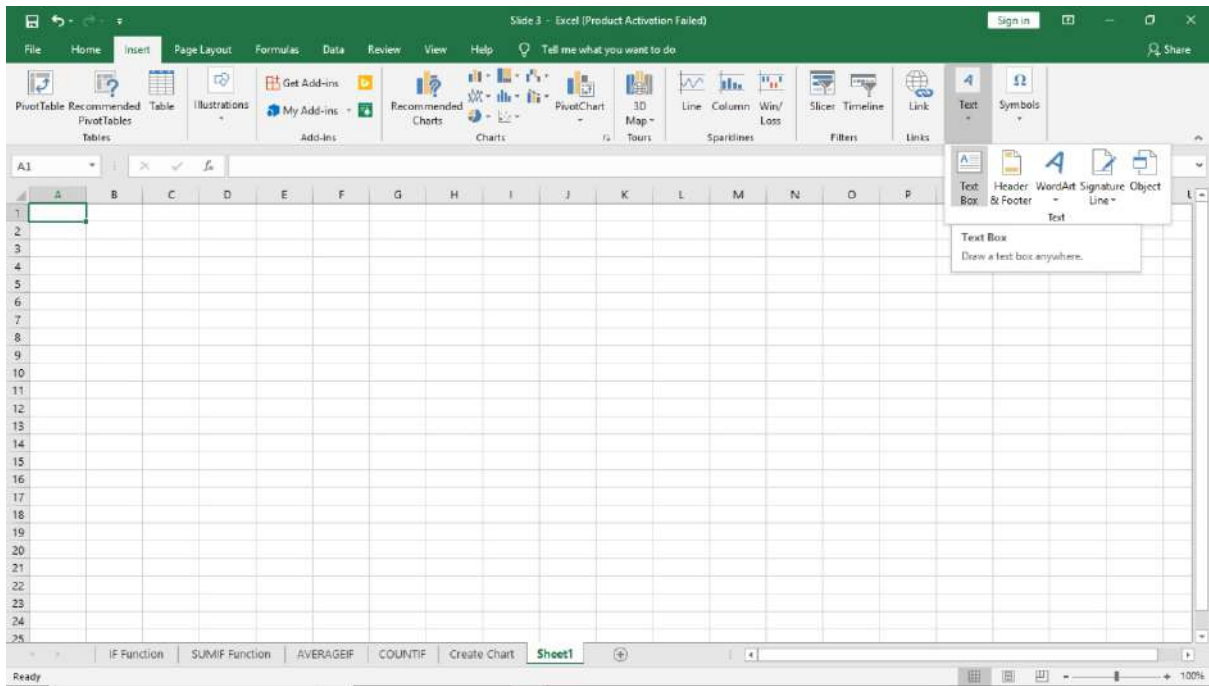 Slide 3 - Excel (Product Activation Failed)
Sign in
File Home Insert Page Layout Formulas Data Review View Help Tell me what you want to do Share
PivotTable Recommended PivotTables Table
Tables
Illustrations
Get Add-ins
My Add-ins
Add-ins
Recommended Charts
PivotChart
Charts
3D Map
Tours
Line Column Win/Loss
Sparklines
Slicer Timeline
Filters
Link
Links
Text
Symbols
Text Box Header & Footer WordArt Signature Line Object
Text
Text Box
Draw a text box anywhere.
A1 fx
A B C D E F G H I J K L M N O P
1
2
3
4
5
6
7
8
9
10
11
12
13
14
15
16
17
18
19
20
21
22
23
24
25
IF Function SUMIF Function AVERAGEIF COUNTIF Create Chart Sheet1
Ready 100%